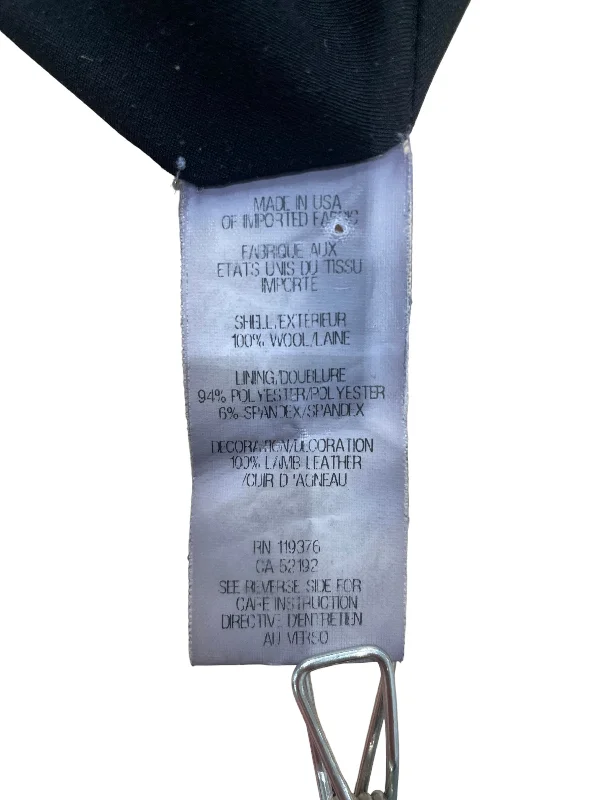 MADE IN USA
OF IMPORTED FABRIC
FABRIQUE AUX
ETATS UNIS DU TISSU
IMPORTÉ
SHELL/EXTERIEUR
100% WOOL/LAINE
LINING/DOUBLURE
94% POLYESTER/POLYESTER
6% SPANDEX/SPANDEX
DECORATION/DECORATION
100% LAMB LEATHER
/CUIR D 'AGNEAU
RN 119376
CA 52192
SEE REVERSE SIDE FOR
CARE INSTRUCTION
DIRECTIVE D'ENTRETIEN
AU VERSO